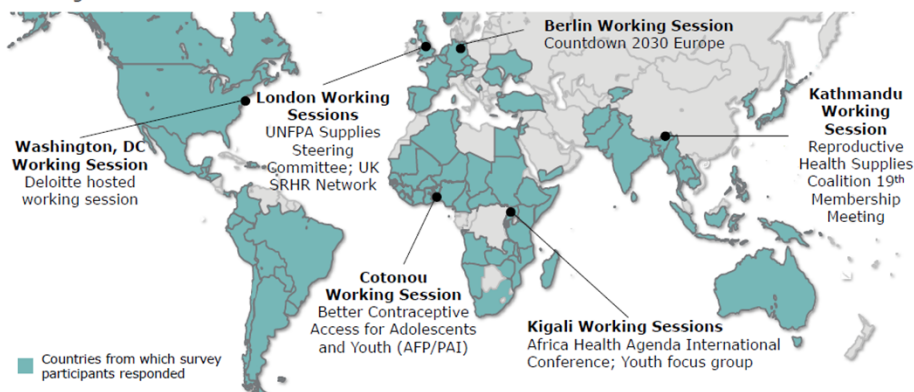 Berlin Working Session
Countdown 2030 Europe
London Working
Sessions
UNFPA Supplies
Steering
Committee; UK
SRHR Network
Washington, DC
Working Session
Deloitte hosted
working session
Kathmandu
Working
Session
Reproductive
Health Supplies
Coalition 19th
Membership
Meeting
Cotonou
Working Session
Better Contraceptive
Access for Adolescents
and Youth (AFP/PAI)
Kigali Working Sessions
Africa Health Agenda International
Conference; Youth focus group
Countries from which survey
participants responded